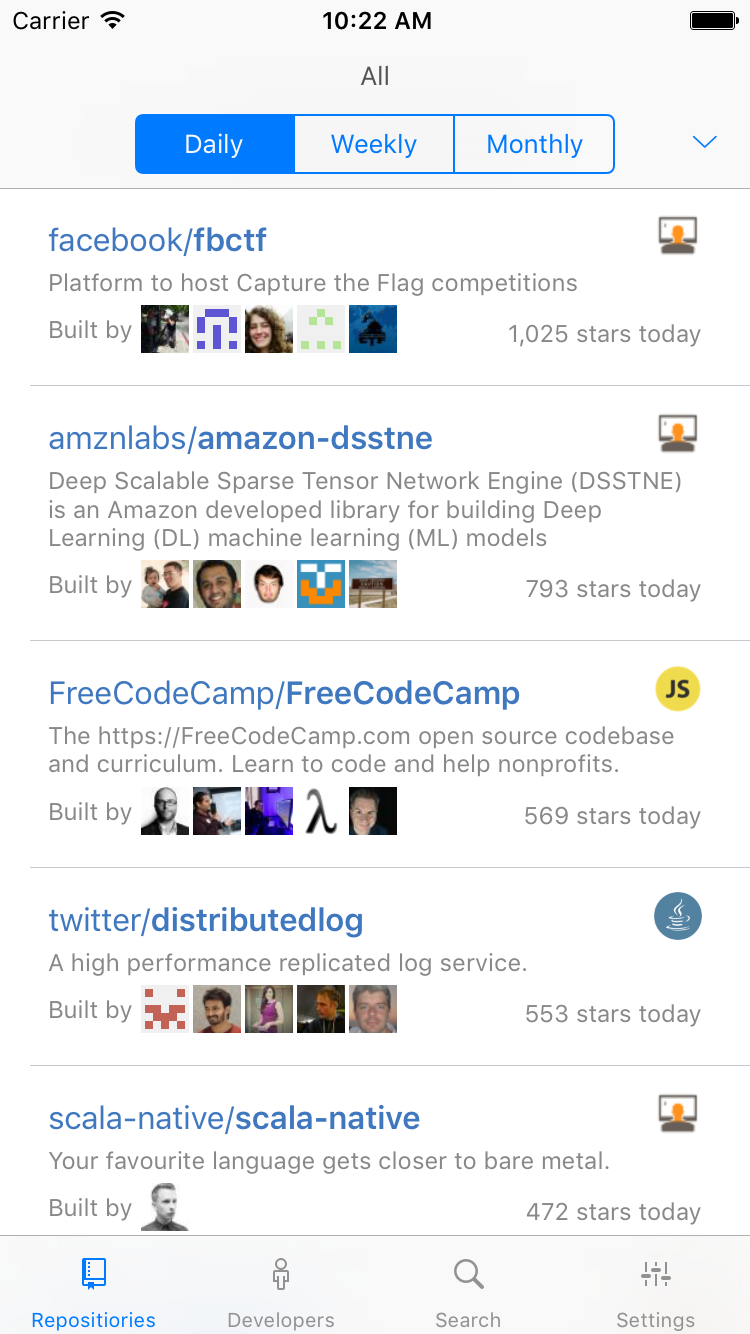 Carrier 10:22 AM
All
Daily Weekly Monthly
facebook/fbctf
Platform to host Capture the Flag competitions
Built by 1,025 stars today
amznlabs/amazon-dsstne
Deep Scalable Sparse Tensor Network Engine (DSSTNE)
is an Amazon developed library for building Deep
Learning (DL) machine learning (ML) models
Built by 793 stars today
FreeCodeCamp/FreeCodeCamp
JS
The https://FreeCodeCamp.com open source codebase
and curriculum. Learn to code and help nonprofits.
Built by λ 569 stars today
twitter/distributedlog
A high performance replicated log service.
Built by 553 stars today
scala-native/scala-native
Your favourite language gets closer to bare metal.
Built by 472 stars today
Repositiories Developers Search Settings